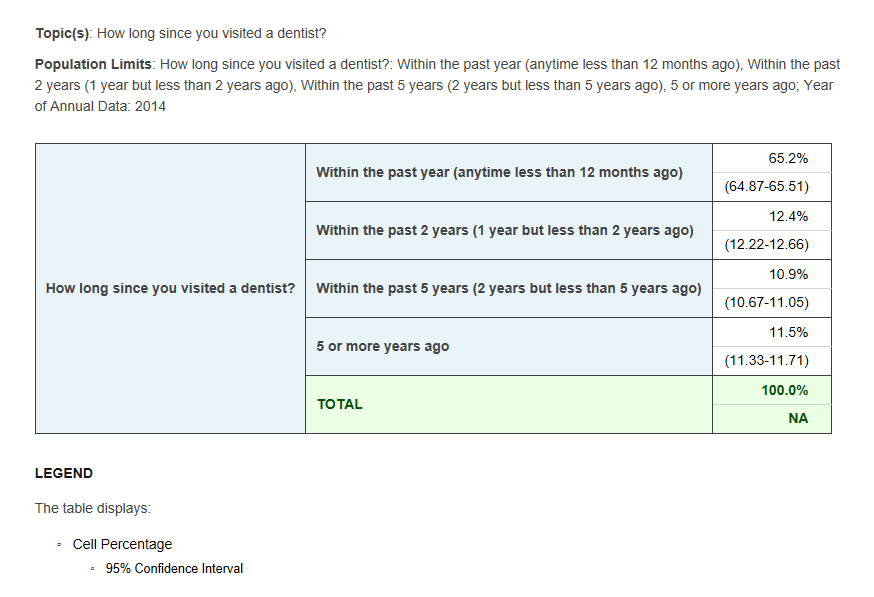 Topic(s): How long since you visited a dentist?
Population Limits: How long since you visited a dentist?: Within the past year (anytime less than 12 months ago), Within the past
2 years (1 year but less than 2 years ago), Within the past 5 years (2 years but less than 5 years ago), 5 or more years ago; Year
of Annual Data: 2014
How long since you visited a dentist?
Within the past year (anytime less than 12 months ago)
65.2%
(64.87-65.51)
Within the past 2 years (1 year but less than 2 years ago)
12.4%
(12.22-12.66)
Within the past 5 years (2 years but less than 5 years ago)
10.9%
(10.67-11.05)
5 or more years ago
11.5%
(11.33-11.71)
TOTAL
100.0%
NA
LEGEND
The table displays:
Cell Percentage
95% Confidence Interval